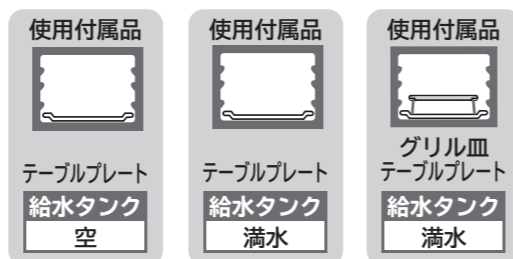 使用付属品
テーブルプレート
給水タンク
空
使用付属品
テーブルプレート
給水タンク
満水
使用付属品
グリル皿
テーブルプレート
給水タンク
満水